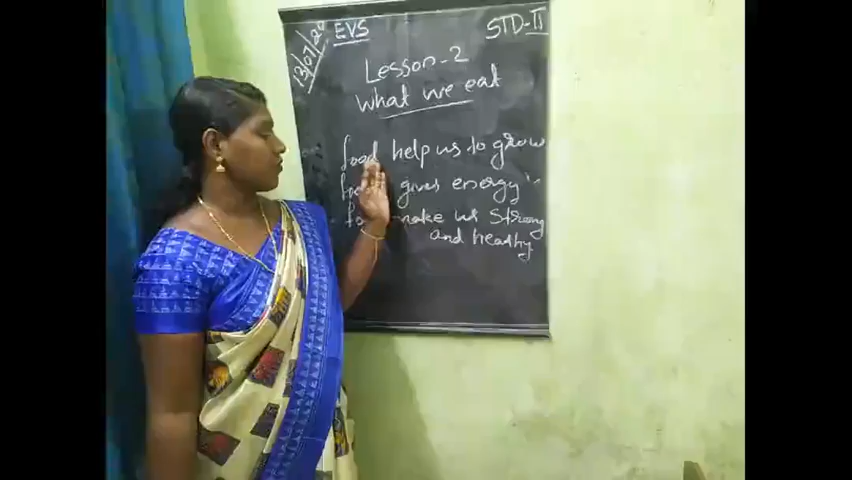 13/07/20
EVS
STD-II
Lesson-2
what we eat
food help us to grow
gives energy
make us strong
and healthy